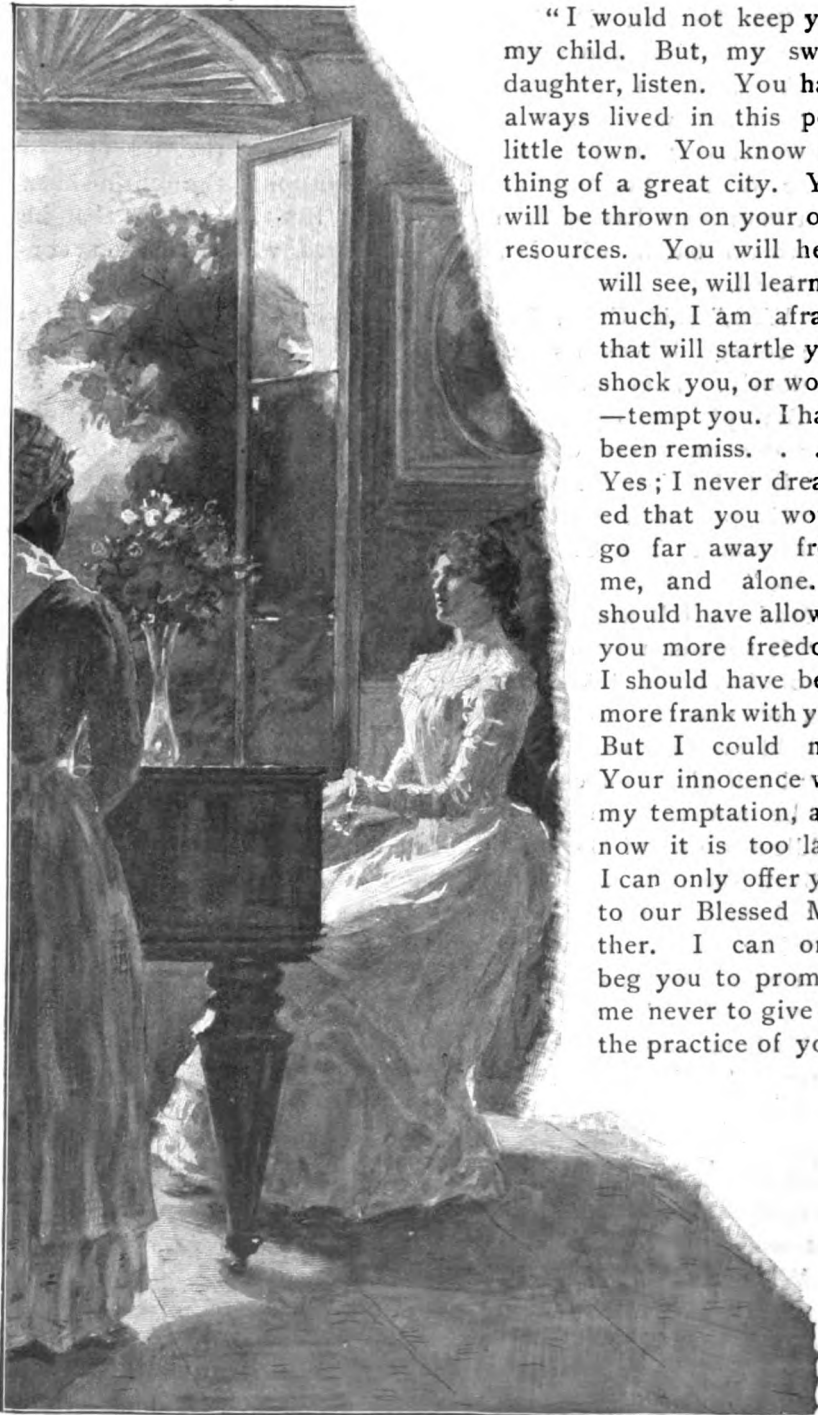 "I would not keep y
my child. But, my sw
daughter, listen. You ha
always lived in this p
little town. You know
thing of a great city. Y
will be thrown on your o
resources. You will he
will see, will learn
much, I am afra
that will startle y
shock you, or wo
—tempt you. I ha
been remiss. . .
Yes; I never drea
ed that you wo
go far away fr
me, and alone.
should have allow
you more freedo
I should have be
more frank with y
But I could n
Your innocence w
my temptation, a
now it is too la
I can only offer y
to our Blessed M
ther. I can on
beg you to prom
me never to give
the practice of yo